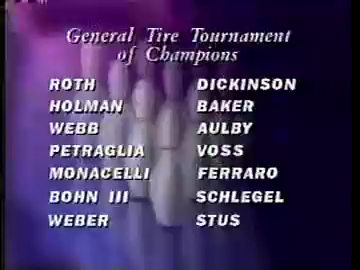 General Tire Tournament
of Champions
ROTH DICKINSON
HOLMAN BAKER
WEBB AULBY
PETRAGLIA VOSS
MONACELLI FERRARO
BOHN III SCHLEGEL
WEBER STUS